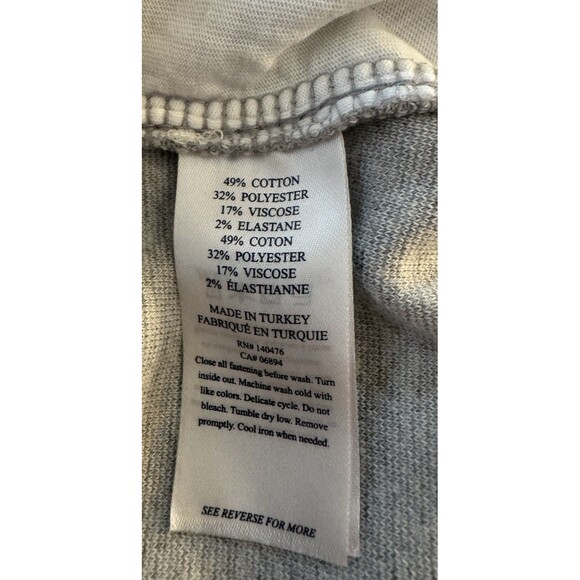 49% COTTON
32% POLYESTER
17% VISCOSE
2% ELASTANE
49% COTON
32% POLYESTER
17% VISCOSE
2% ÉLASTHANNE
MADE IN TURKEY
FABRIQUÉ EN TURQUIE
RN# 140476
CA# 06894
Close all fastening before wash. Turn
inside out. Machine wash cold with
like colors. Delicate cycle. Do not
bleach. Tumble dry low. Remove
promptly. Cool iron when needed.
SEE REVERSE FOR MORE